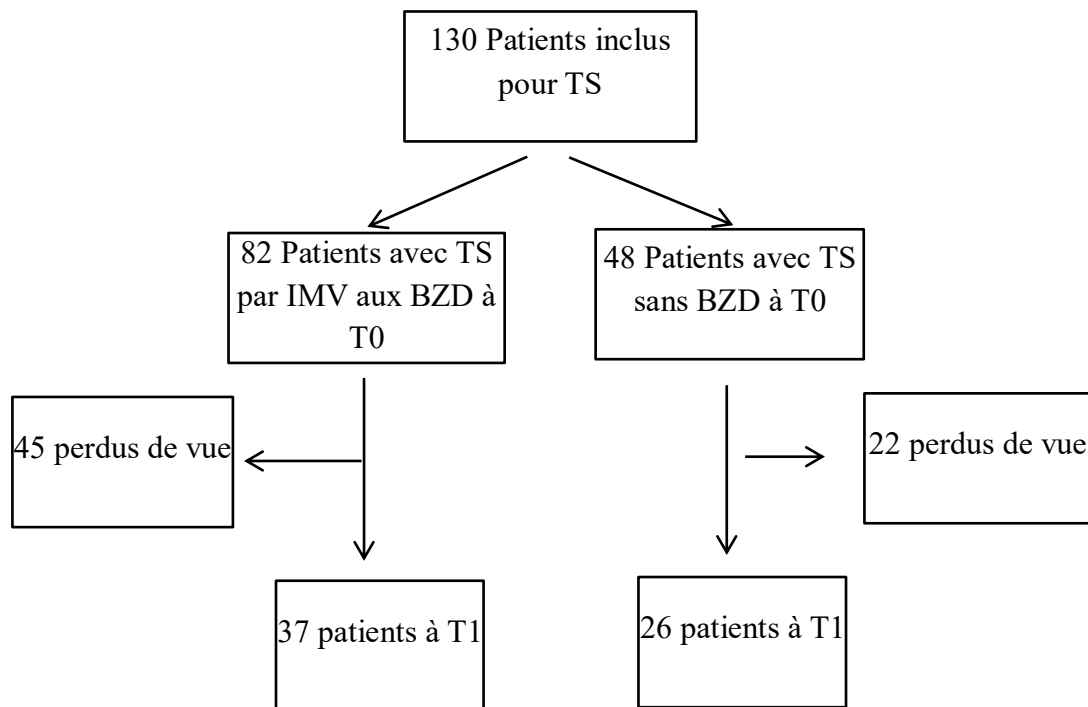 130 Patients inclus
pour TS
82 Patients avec TS
par IMV aux BZD à
T0
48 Patients avec TS
sans BZD à T0
45 perdus de vue
22 perdus de vue
37 patients à T1
26 patients à T1